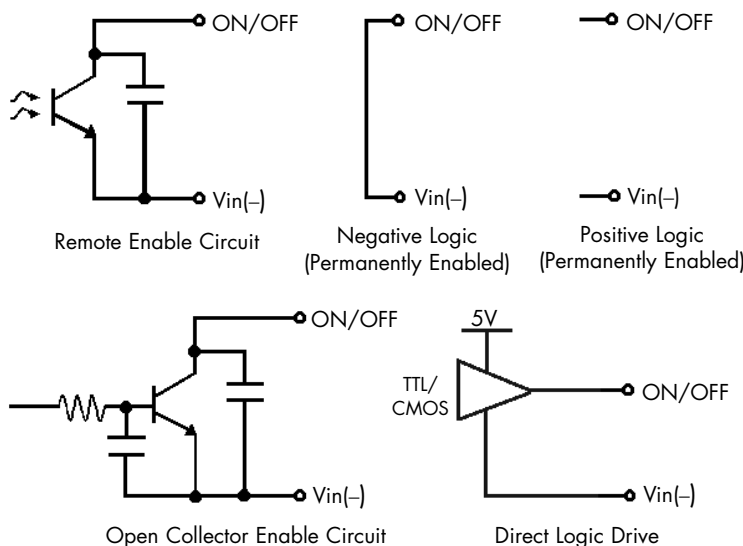 ON/OFF
Vin(–)
Remote Enable Circuit
ON/OFF
Vin(–)
Negative Logic
(Permanently Enabled)
ON/OFF
Vin(–)
Positive Logic
(Permanently Enabled)
ON/OFF
Vin(–)
Open Collector Enable Circuit
5V
TTL/
CMOS
ON/OFF
Vin(–)
Direct Logic Drive